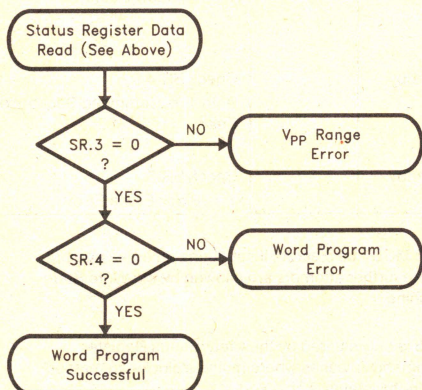 Status Register Data
Read (See Above)
SR.3 = 0
?
NO
VPP Range
Error
YES
SR.4 = 0
?
NO
Word Program
Error
YES
Word Program
Successful